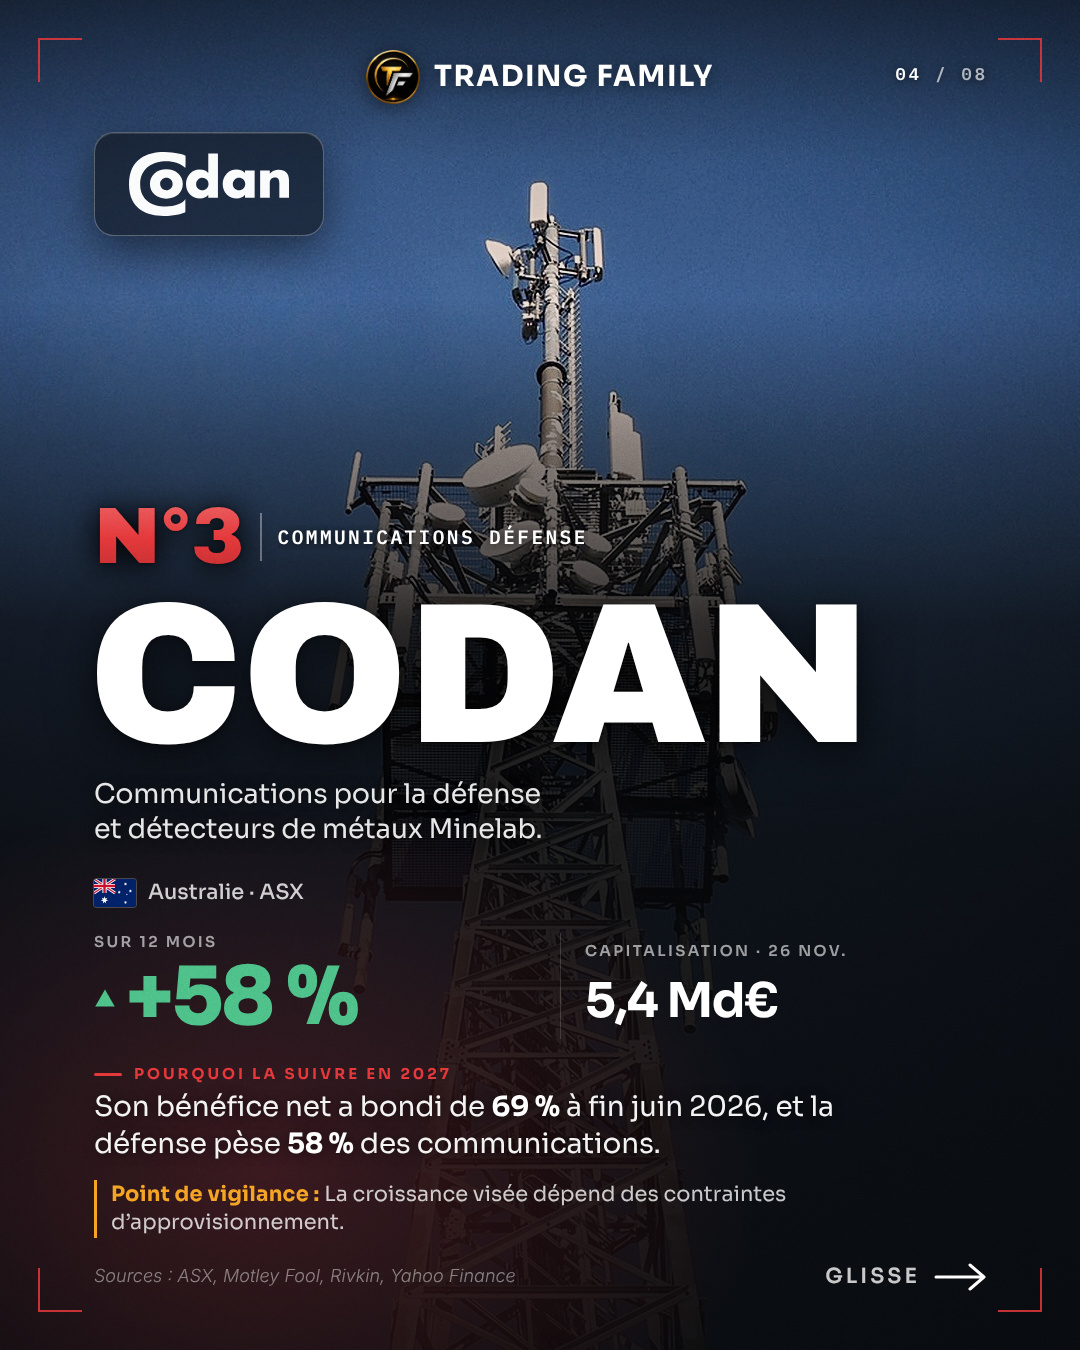 TF TRADING FAMILY
04 / 08
Codan
N°3
COMMUNICATIONS DÉFENSE
CODAN
Communications pour la défense
et détecteurs de métaux Minelab.
Australie · ASX
SUR 12 MOIS
▲ +58 %
CAPITALISATION · 26 NOV.
5,4 Md€
POURQUOI LA SUIVRE EN 2027
Son bénéfice net a bondi de 69 % à fin juin 2026, et la
défense pèse 58 % des communications.
Point de vigilance : La croissance visée dépend des contraintes
d’approvisionnement.
Sources : ASX, Motley Fool, Rivkin, Yahoo Finance
GLISSE →